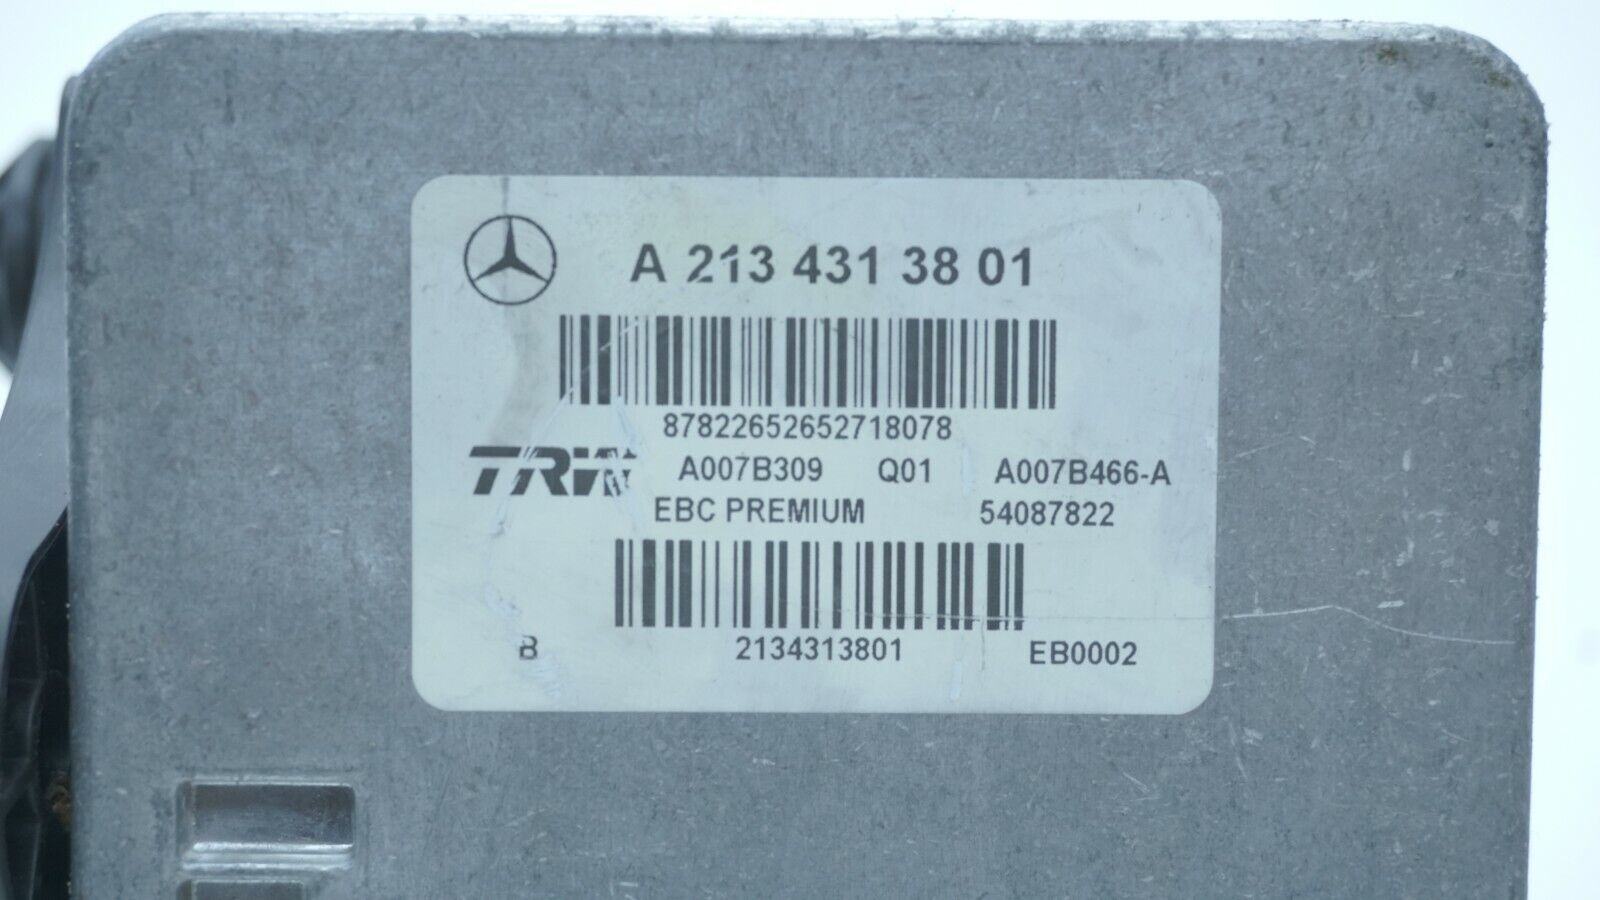 A 213 431 38 01
87822652652718078
TRW A007B309 Q01 A007B466-A
EBC PREMIUM 54087822
B 2134313801 EB0002